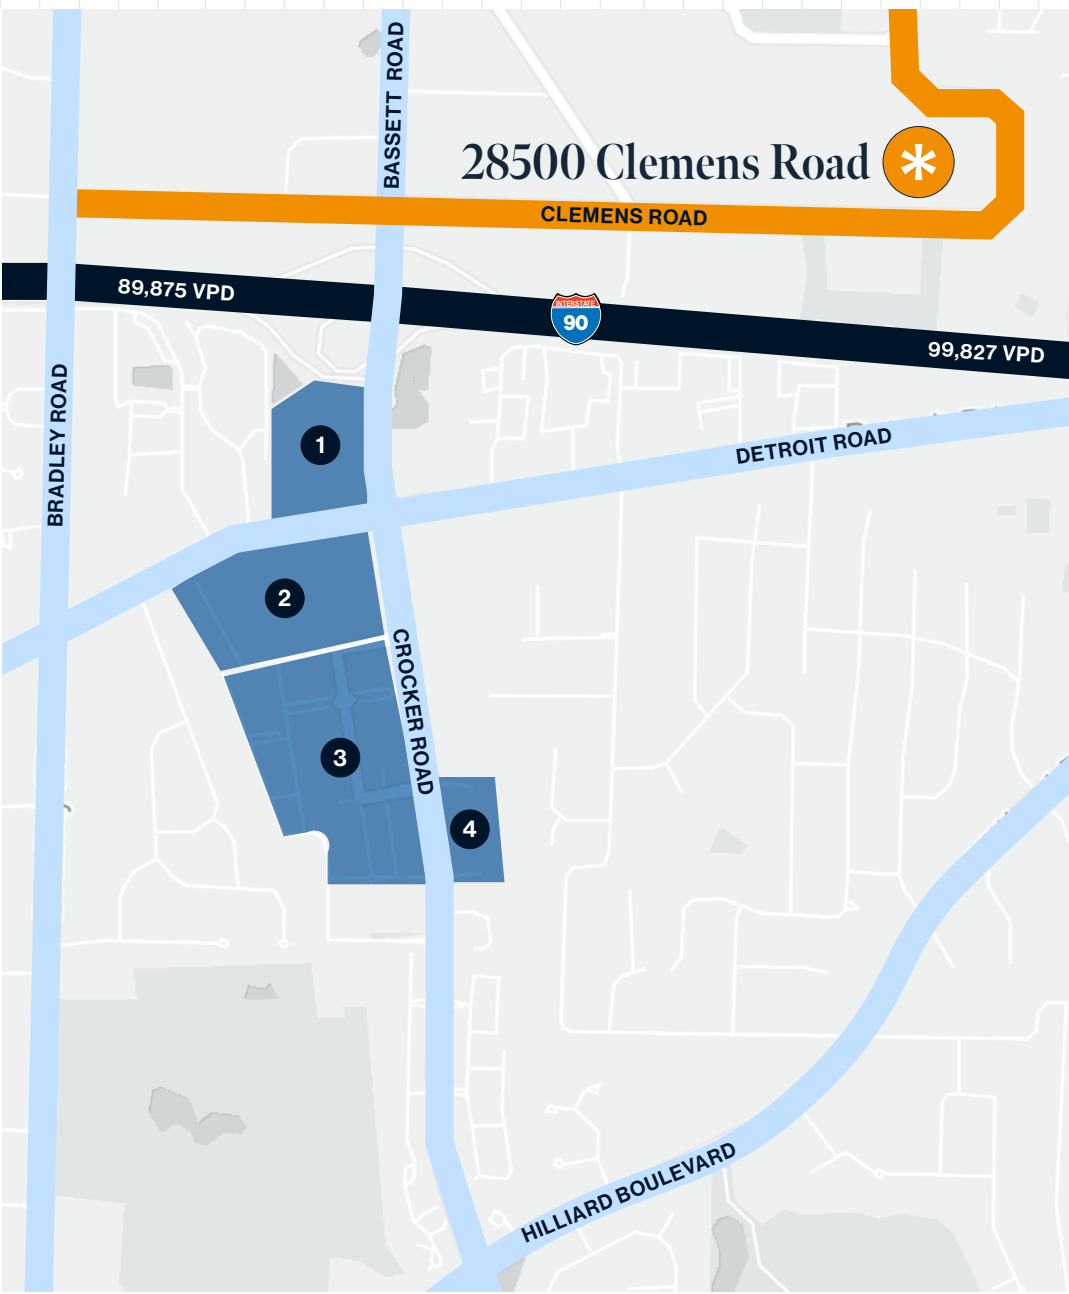 BASSETT ROAD
28500 Clemens Road
*
CLEMENS ROAD
89,875 VPD
INTERSTATE
90
99,827 VPD
BRADLEY ROAD
1
DETROIT ROAD
2
CROCKER ROAD
3
4
HILLIARD BOULEVARD